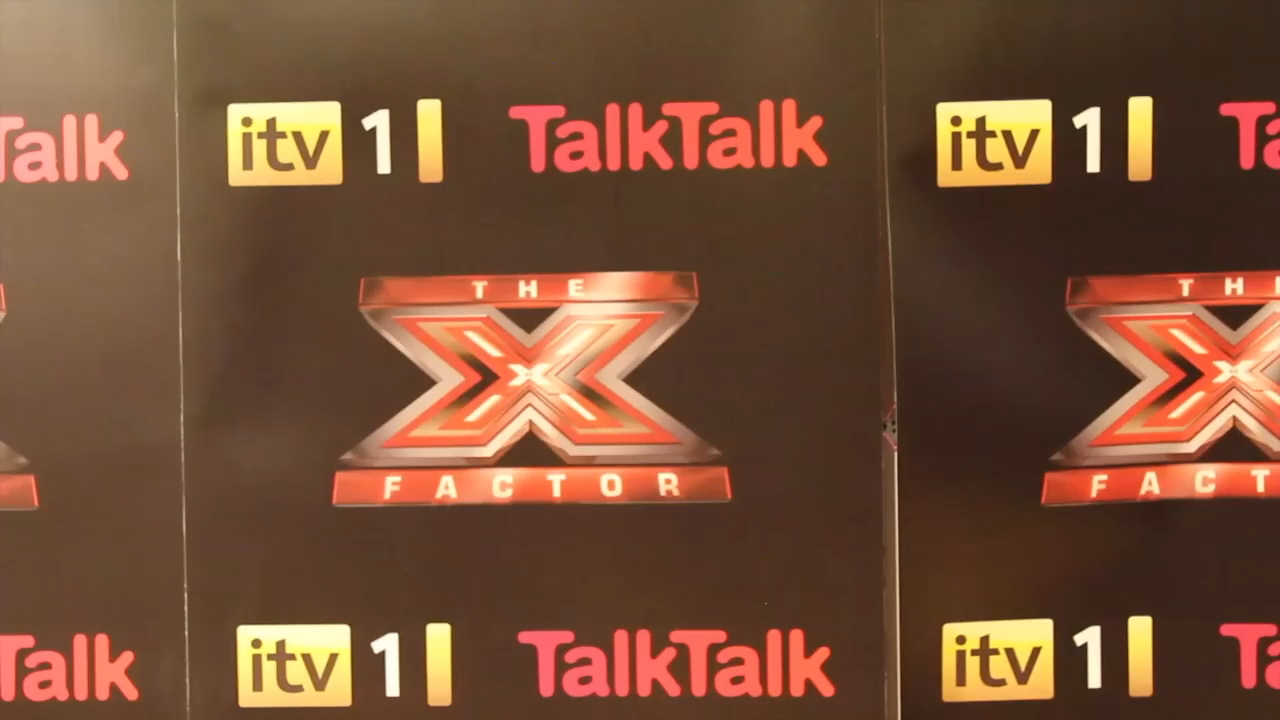 Talk itv 1 TalkTalk itv 1
THE
X
FACTOR
THE
X
FACT
Talk itv 1 TalkTalk itv 1